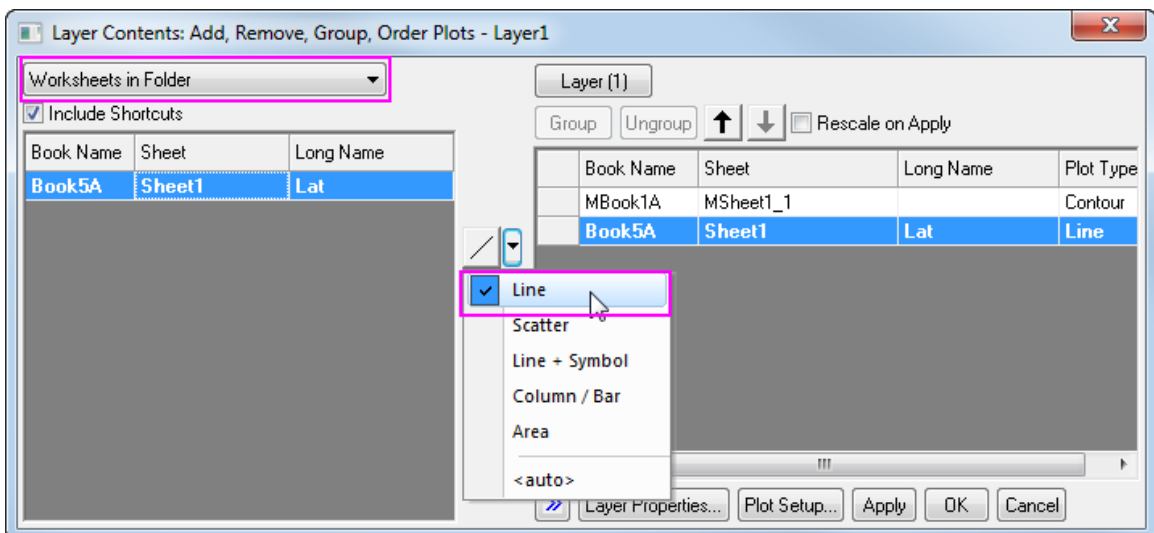 Layer Contents: Add, Remove, Group, Order Plots - Layer1
Worksheets in Folder
Include Shortcuts
Book Name Sheet Long Name
Book5A Sheet1 Lat
Layer (1)
Group Ungroup Rescale on Apply
Book Name Sheet Long Name Plot Type
MBook1A MSheet1_1 Contour
Book5A Sheet1 Lat Line
Line
Scatter
Line + Symbol
Column / Bar
Area
<auto>
Layer Properties... Plot Setup... Apply OK Cancel